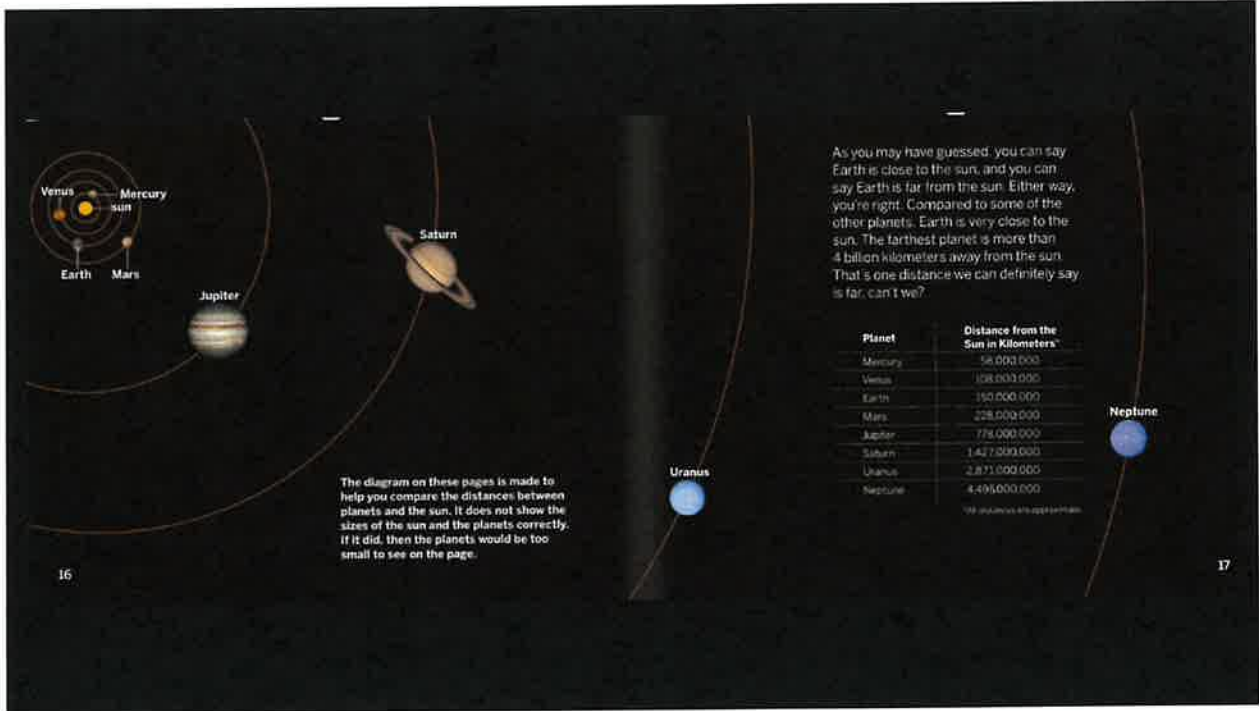 Venus
Mercury
sun
Earth
Mars
Jupiter
Saturn
The diagram on these pages is made to
help you compare the distances between
planets and the sun. It does not show the
sizes of the sun and the planets correctly.
If it did, then the planets would be too
small to see on the page.
16
Uranus
As you may have guessed, you can say
Earth is close to the sun, and you can
say Earth is far from the sun. Either way,
you're right. Compared to some of the
other planets, Earth is very close to the
sun. The farthest planet is more than
4 billion kilometers away from the sun.
That's one distance we can definitely say
is far, can't we?
Planet Distance from the
Sun in Kilometers*
Mercury 58,000,000
Venus 108,000,000
Earth 150,000,000
Mars 228,000,000
Jupiter 778,000,000
Saturn 1,427,000,000
Uranus 2,871,000,000
Neptune
*All distances are approximate.
Neptune
17